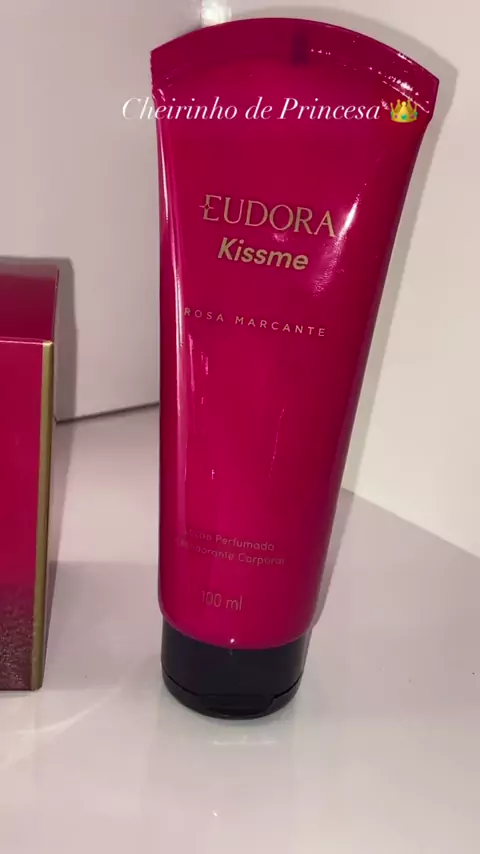 Cheirinho de Princesa 👑
EUDORA
Kissme
ROSA MARCANTE
Perfumado
Corporal
100 ml